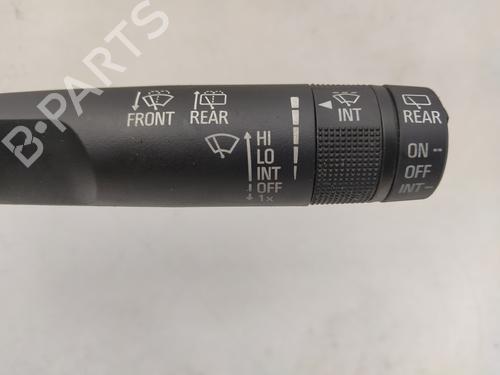 FRONT REAR
HI
LO
INT
OFF
1x
INT
REAR
ON --
OFF
INT -
B-PARTS